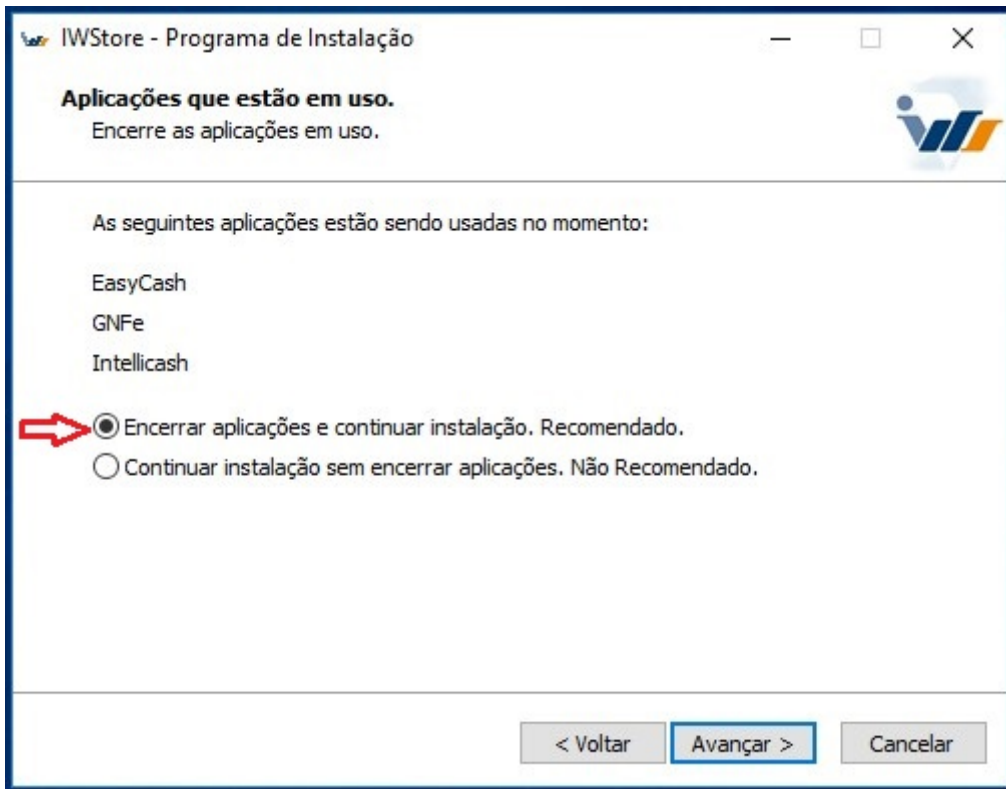 IWStore - Programa de Instalação
Aplicações que estão em uso.
Encerre as aplicações em uso.
iws
As seguintes aplicações estão sendo usadas no momento:
EasyCash
GNFe
Intellicash
Encerrar aplicações e continuar instalação. Recomendado.
Continuar instalação sem encerrar aplicações. Não Recomendado.
< Voltar
Avançar >
Cancelar